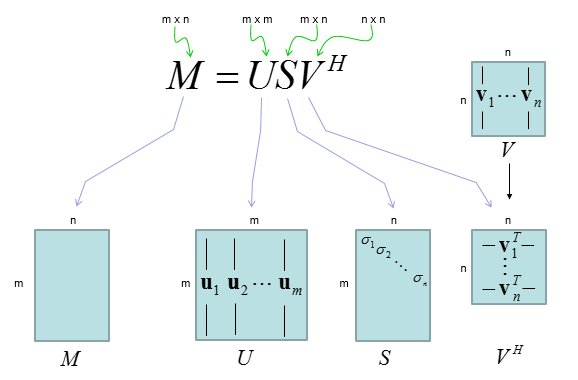 m x n m x m m x n n x n
M = USV^H
n
n v_1 ⋯ v_n
V
n m n n
m m m n
u_1 u_2 ⋯ u_m
σ_1 σ_2 ⋱ σ_n
v_1^T
⋮
v_n^T
M U S V^H